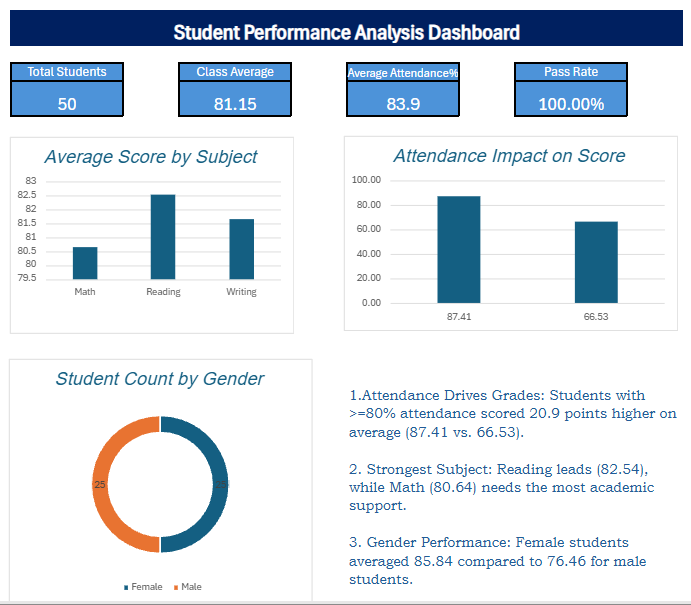 Student Performance Analysis Dashboard
Total Students
50
Class Average
81.15
Average Attendance%
83.9
Pass Rate
100.00%
Average Score by Subject
83
82.5
82
81.5
81
80.5
80
79.5
Math
Reading
Writing
Attendance Impact on Score
100.00
80.00
60.00
40.00
20.00
0.00
87.41
66.53
Student Count by Gender
25
Female
Male
1.Attendance Drives Grades: Students with
>=80% attendance scored 20.9 points higher on
average (87.41 vs. 66.53).
2. Strongest Subject: Reading leads (82.54),
while Math (80.64) needs the most academic
support.
3. Gender Performance: Female students
averaged 85.84 compared to 76.46 for male
students.